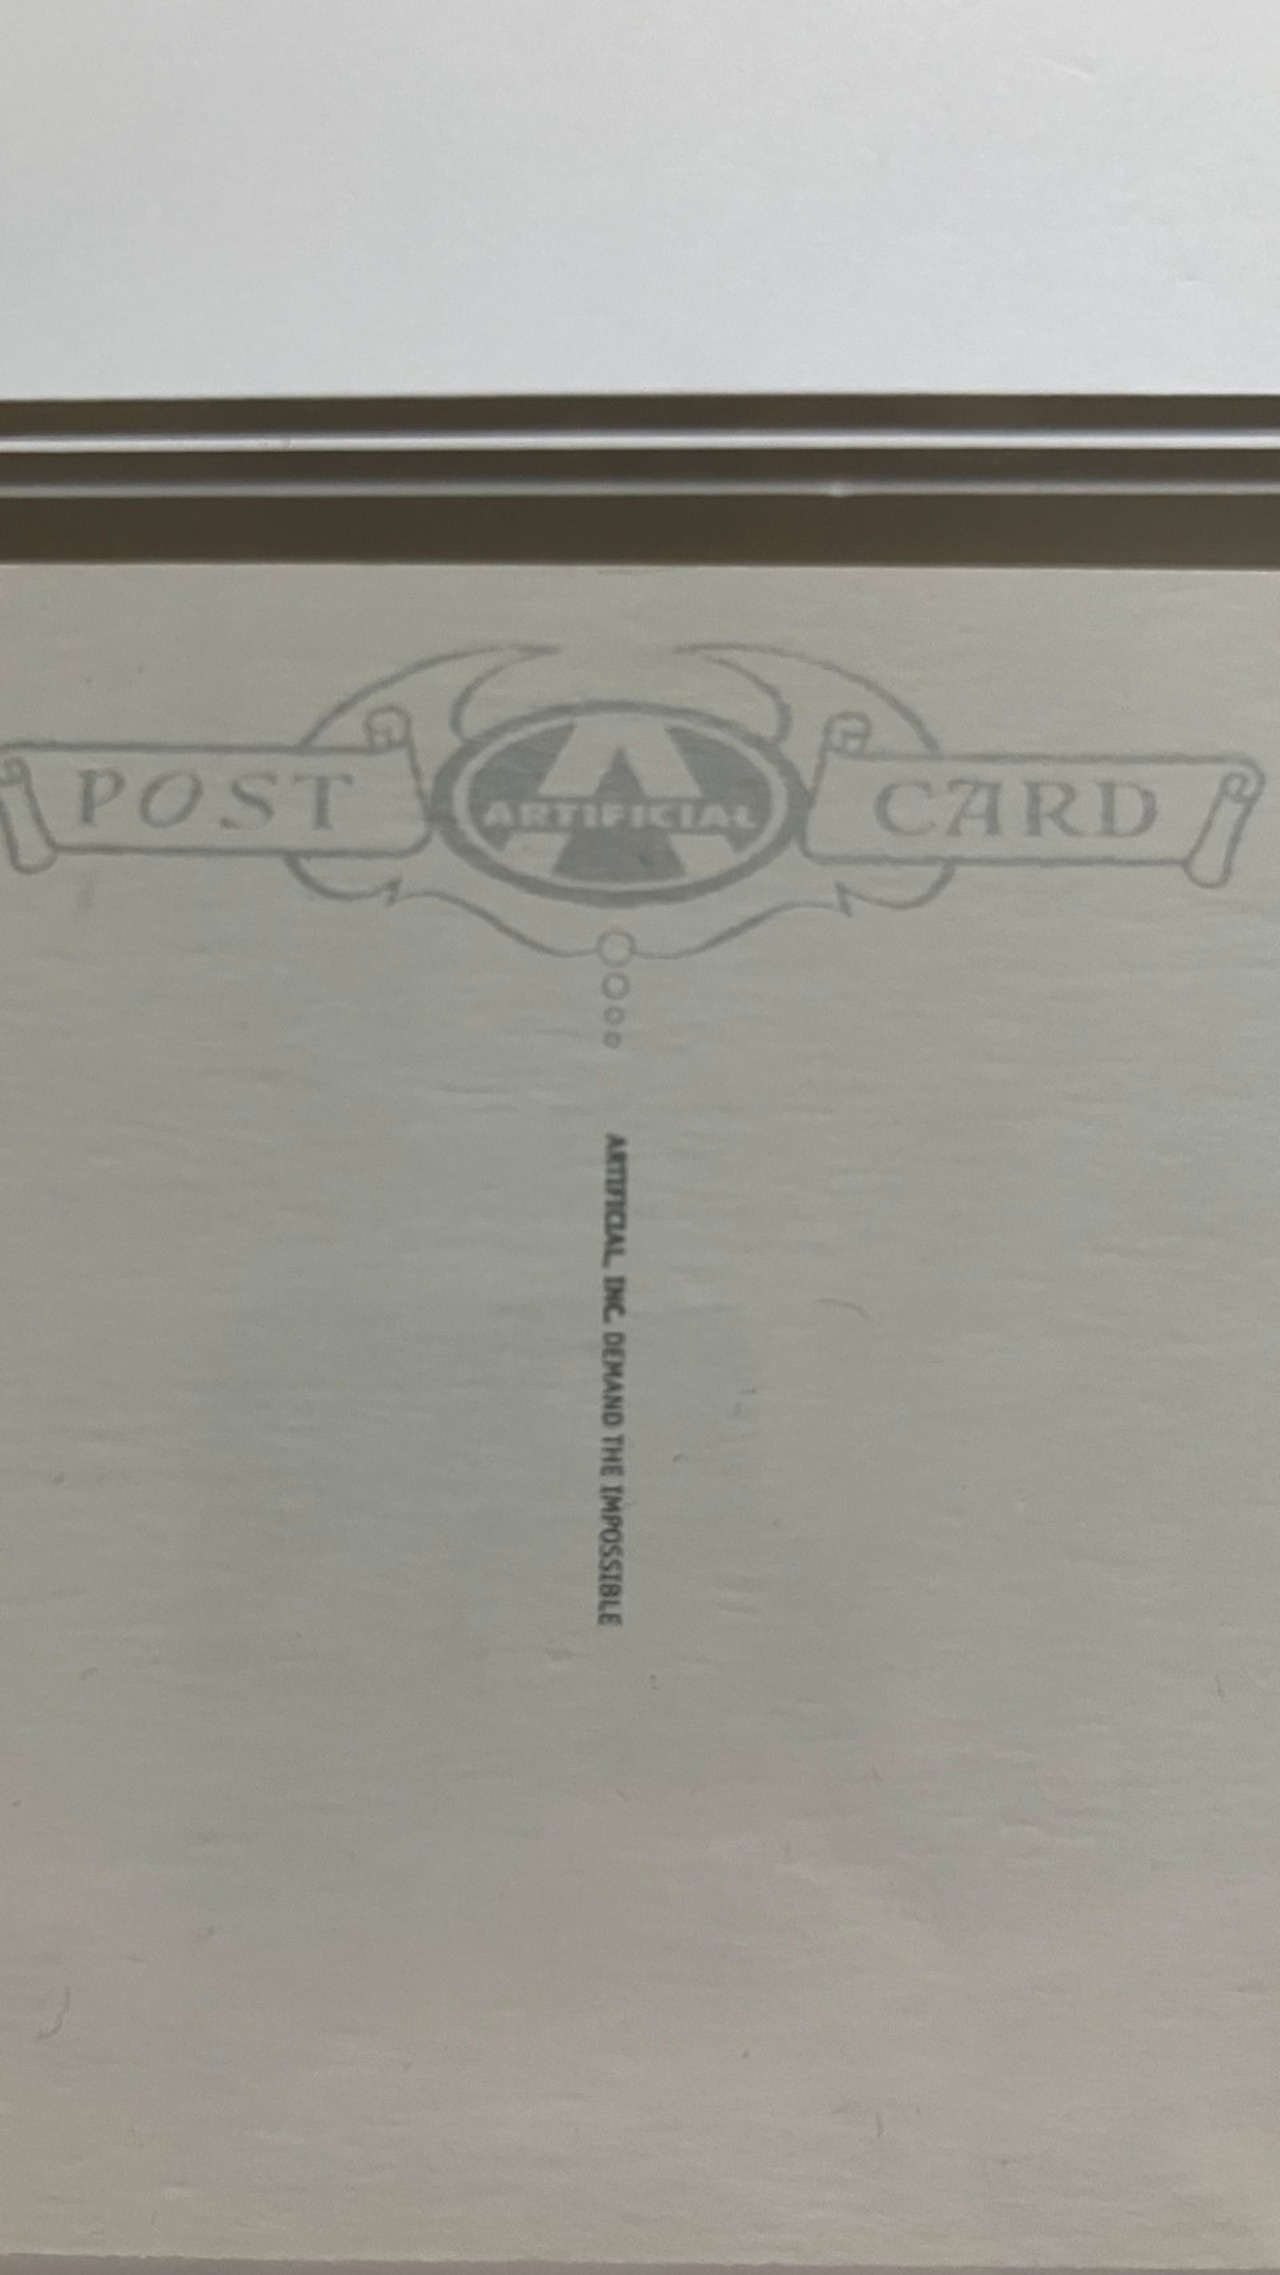 POST
A
ARTIFICIAL
CARD
ARTIFICIAL, INC. DEMAND THE IMPOSSIBLE